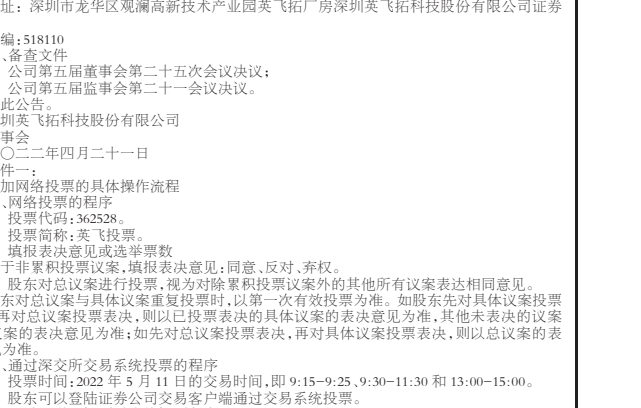 址: 深圳市龙华区观澜高新技术产业园英飞拓厂房深圳英飞拓科技股份有限公司证券
编:518110
、备查文件
公司第五届董事会第二十五次会议决议;
公司第五届监事会第二十一会议决议。
此公告。
圳英飞拓科技股份有限公司
事会
〇二二年四月二十一日
件一:
加网络投票的具体操作流程
、网络投票的程序
投票代码:362528。
投票简称:英飞投票。
填报表决意见或选举票数
于非累积投票议案,填报表决意见:同意、反对、弃权。
股东对总议案进行投票,视为对除累积投票议案外的其他所有议案表达相同意见。
东对总议案与具体议案重复投票时,以第一次有效投票为准。如股东先对具体议案投票
再对总议案投票表决,则以已投票表决的具体议案的表决意见为准,其他未表决的议案
案的表决意见为准;如先对总议案投票表决,再对具体议案投票表决,则以总议案的表
为准。
、通过深交所交易系统投票的程序
投票时间:2022 年 5 月 11 日的交易时间,即 9:15-9:25、9:30-11:30 和 13:00-15:00。
股东可以登陆证券公司交易客户端通过交易系统投票。